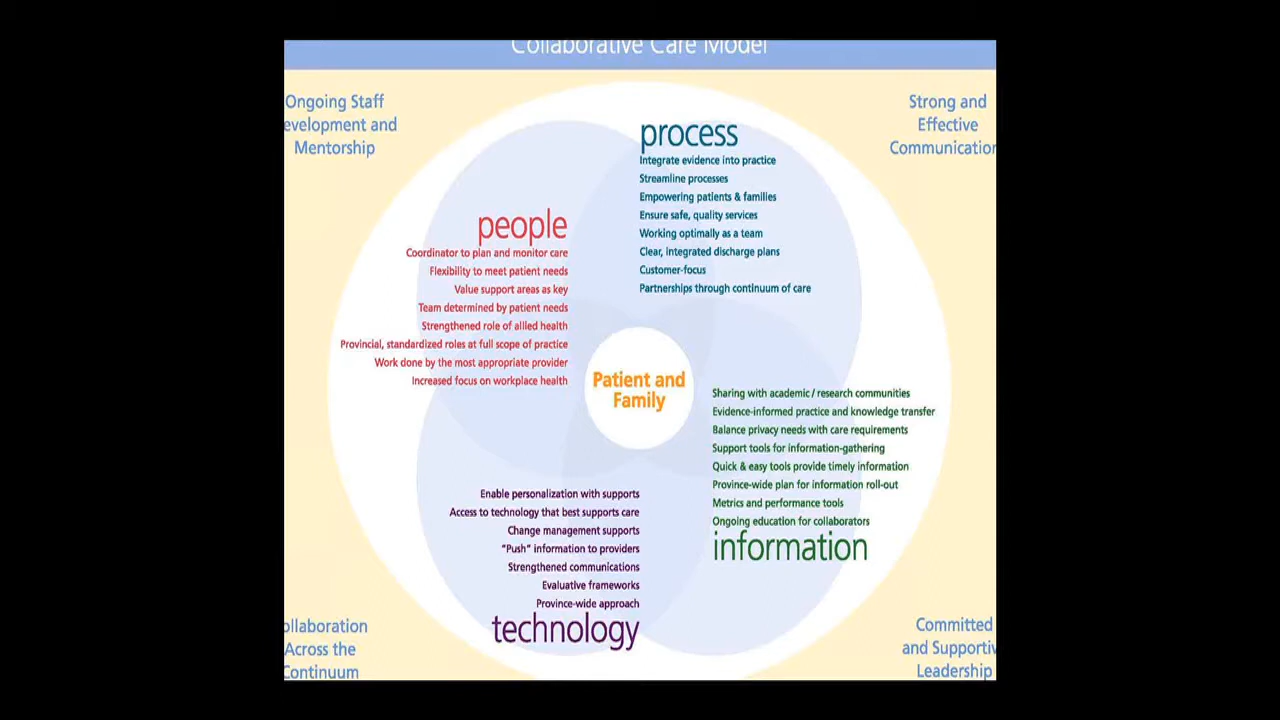 Collaborative Care Model
Ongoing Staff
evelopment and
Mentorship
Strong and
Effective
Communication
process
Integrate evidence into practice
Streamline processes
Empowering patients & families
Ensure safe, quality services
Working optimally as a team
Clear, integrated discharge plans
Customer-focus
Partnerships through continuum of care
people
Coordinator to plan and monitor care
Flexibility to meet patient needs
Value support areas as key
Team determined by patient needs
Strengthened role of allied health
Provincial, standardized roles at full scope of practice
Work done by the most appropriate provider
Increased focus on workplace health
Patient and
Family
Sharing with academic / research communities
Evidence-informed practice and knowledge transfer
Balance privacy needs with care requirements
Support tools for information-gathering
Quick & easy tools provide timely information
Province-wide plan for information roll-out
Metrics and performance tools
Ongoing education for collaborators
information
Enable personalization with supports
Access to technology that best supports care
Change management supports
"Push" information to providers
Strengthened communications
Evaluative frameworks
Province-wide approach
technology
ollaboration
Across the
Continuum
Committed
and Supportiv
Leadership